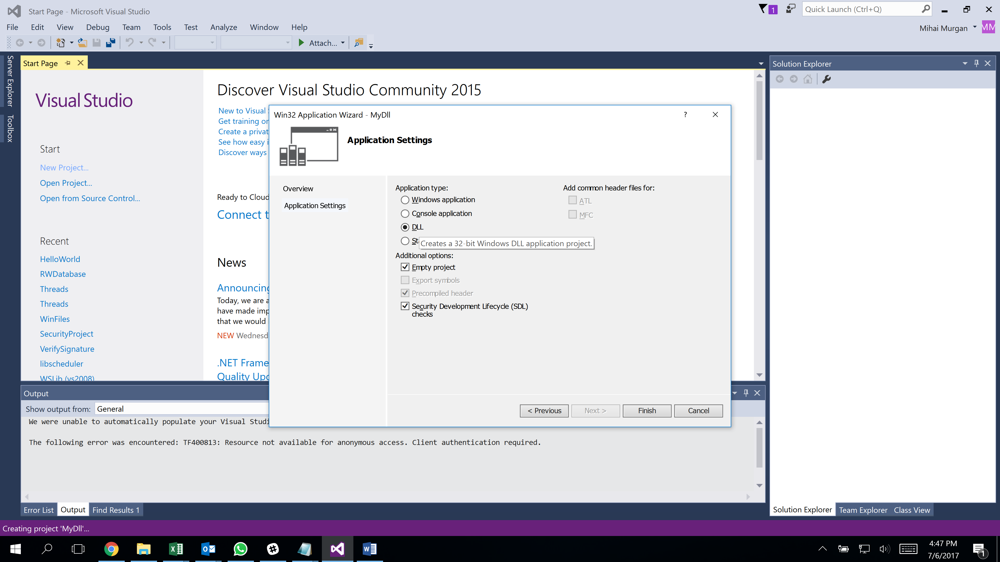 Start Page - Microsoft Visual Studio
1
Quick Launch (Ctrl+Q)
File Edit View Debug Team Tools Test Analyze Window Help
Mihai Murgan
MM
Attach...
Server Explorer
Toolbox
Start Page
Visual Studio
Start
New Project...
Open Project...
Open from Source Control...
Recent
HelloWorld
RWDatabase
Threads
Threads
WinFiles
SecurityProject
VerifySignature
libscheduler
WSLib (vs2008)
Discover Visual Studio Community 2015
New to Visual
Get training
Create a
See how easy
Discover ways
Ready to Cloud
Connect
News
Announcing
Today, we are
have made
that we would
NEW
.NET
Quality
Win32 Application Wizard - MyDll
?
Application Settings
Overview
Application Settings
Application type:
Windows application
Console application
DLL
Creates a 32-bit Windows DLL application project.
Additional options:
Empty project
Export symbols
Precompiled header
Security Development Lifecycle (SDL)
checks
Add common header files for:
ATL
MFC
< Previous
Next >
Finish
Cancel
Solution Explorer
Output
Show output from: General
We were unable to automatically populate your Visual
The following error was encountered: TF400813: Resource not available for anonymous access. Client authentication required.
Error List Output Find Results 1
Solution Explorer Team Explorer Class View
Creating project 'MyDll'...
4:47 PM
7/6/2017
1